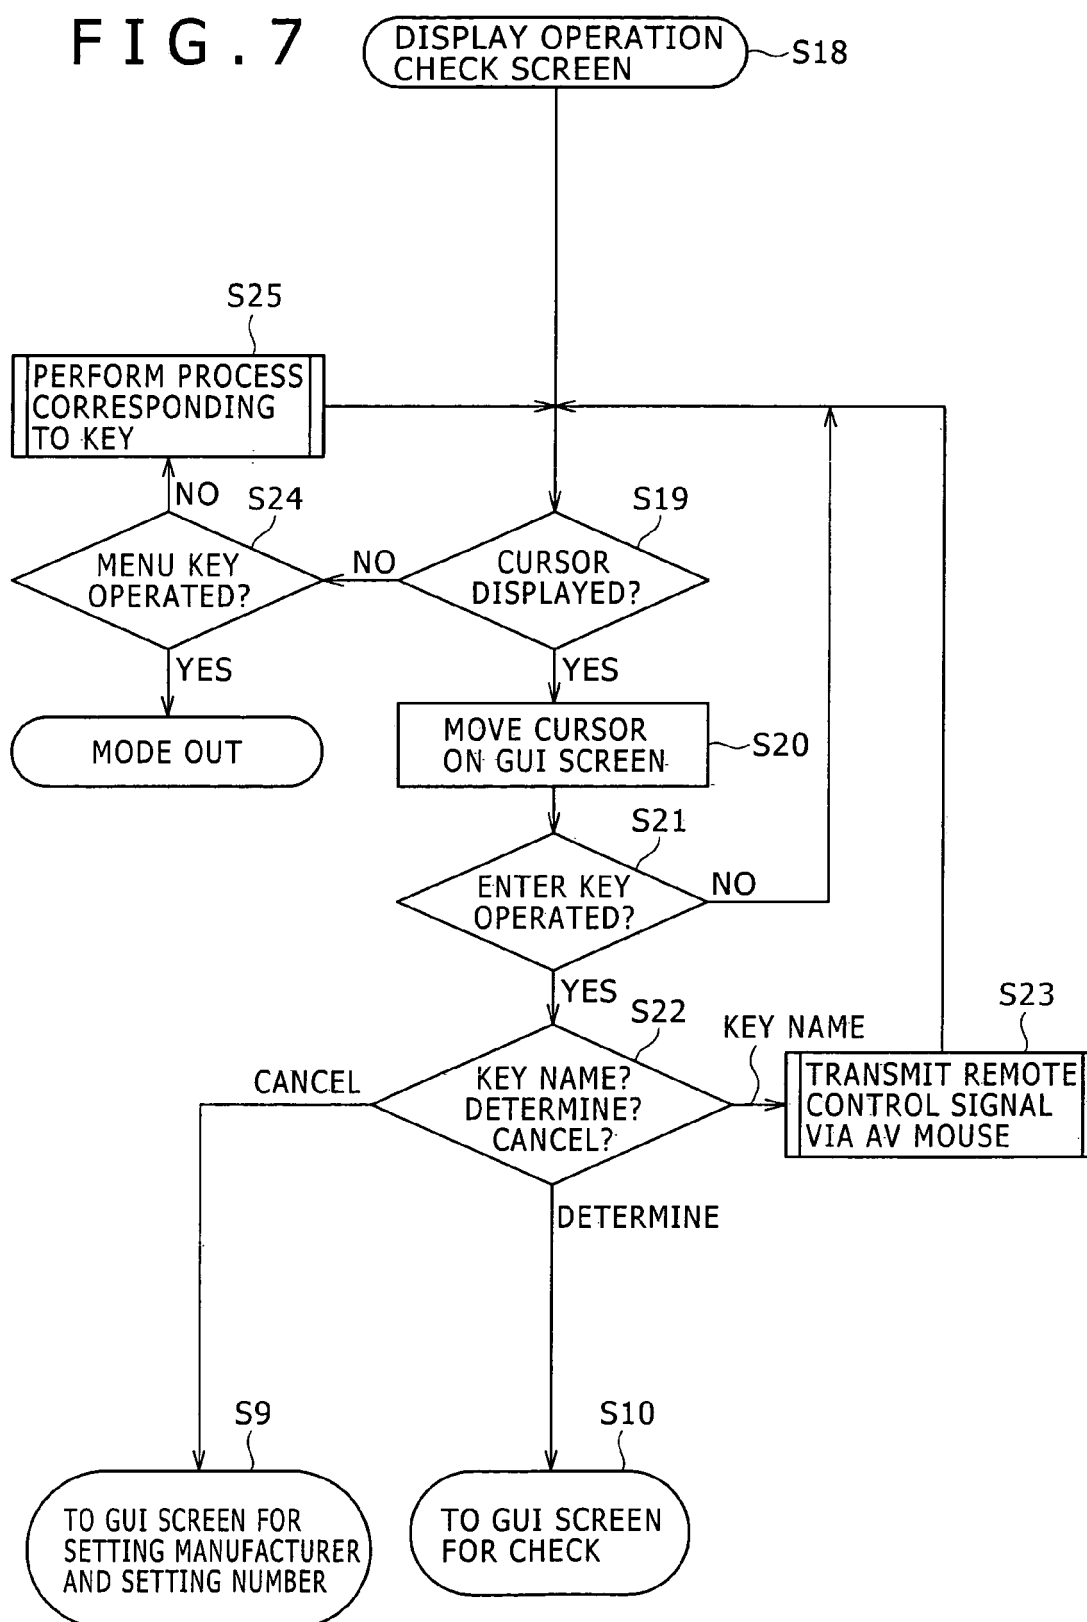 FIG.7
DISPLAY OPERATION
CHECK SCREEN
S18
S25
PERFORM PROCESS
CORRESPONDING
TO KEY
NO
S24
S19
MENU KEY
OPERATED?
NO
CURSOR
DISPLAYED?
YES
YES
MODE OUT
MOVE CURSOR
ON GUI SCREEN
S20
S21
ENTER KEY
OPERATED?
NO
YES
S22
KEY NAME
S23
CANCEL
KEY NAME?
DETERMINE?
CANCEL?
TRANSMIT REMOTE
CONTROL SIGNAL
VIA AV MOUSE
DETERMINE
S9
S10
TO GUI SCREEN FOR
SETTING MANUFACTURER
AND SETTING NUMBER
TO GUI SCREEN
FOR CHECK